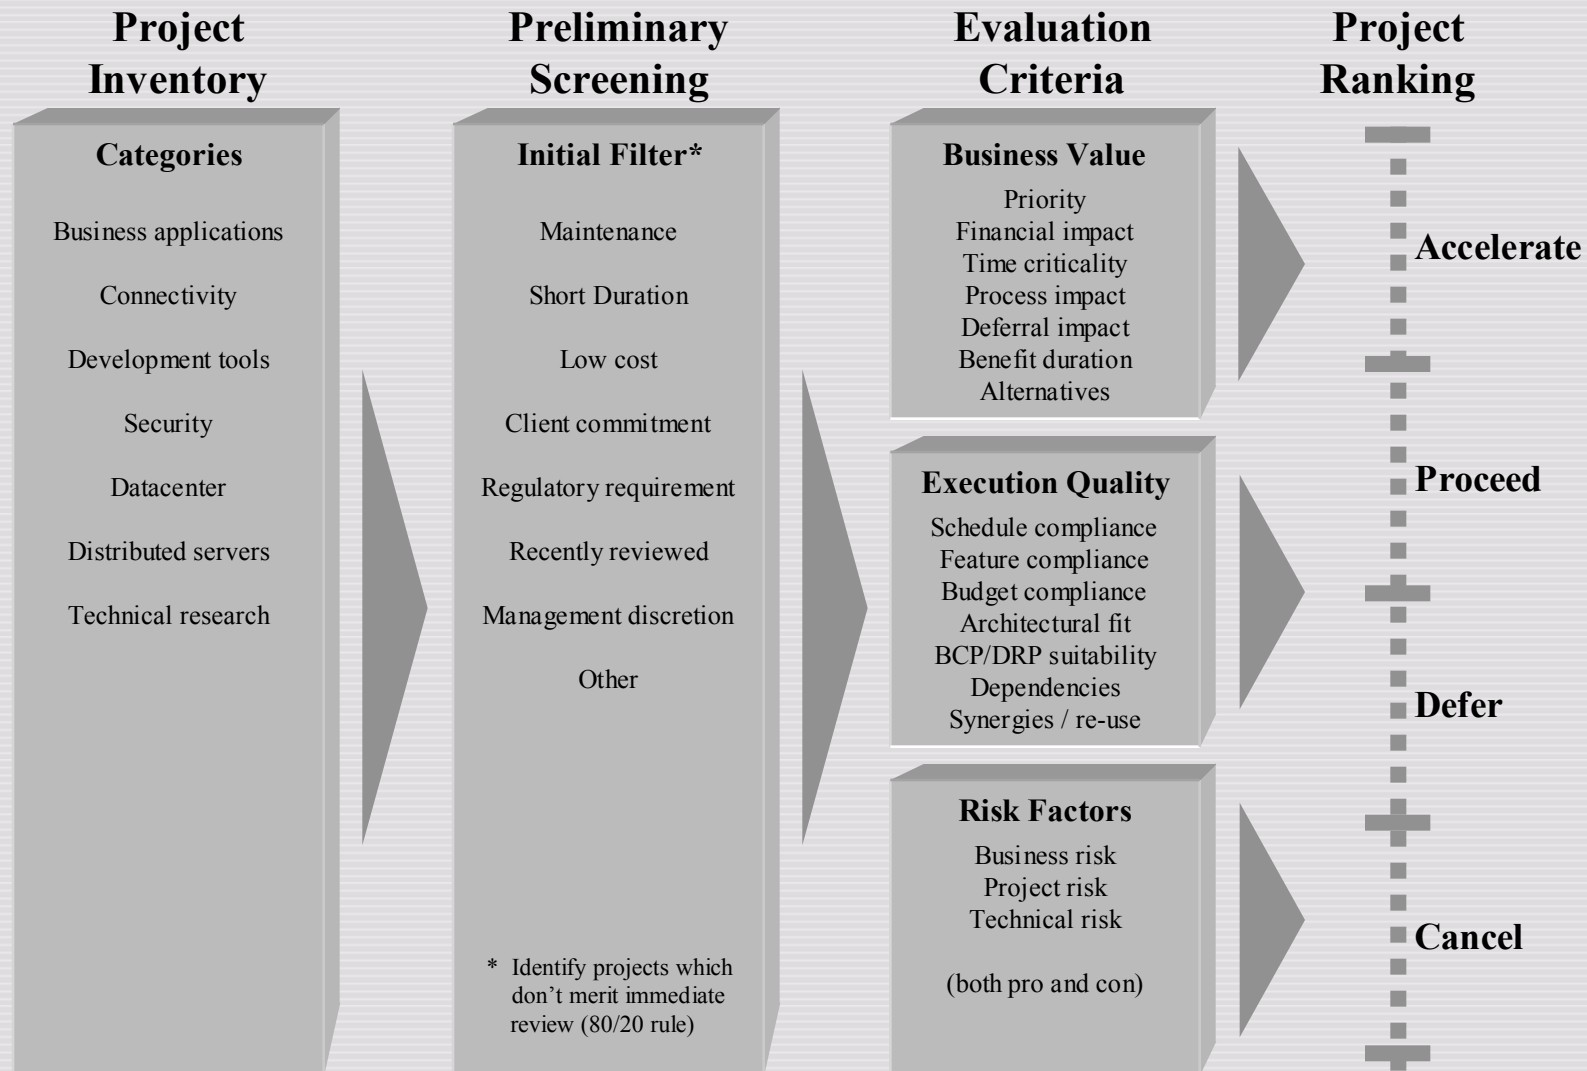 Project
Inventory
Categories
Business applications
Connectivity
Development tools
Security
Datacenter
Distributed servers
Technical research
Preliminary
Screening
Initial Filter*
Maintenance
Short Duration
Low cost
Client commitment
Regulatory requirement
Recently reviewed
Management discretion
Other
* Identify projects which
don’t merit immediate
review (80/20 rule)
Evaluation
Criteria
Business Value
Priority
Financial impact
Time criticality
Process impact
Deferral impact
Benefit duration
Alternatives
Execution Quality
Schedule compliance
Feature compliance
Budget compliance
Architectural fit
BCP/DRP suitability
Dependencies
Synergies / re-use
Risk Factors
Business risk
Project risk
Technical risk
(both pro and con)
Project
Ranking
Accelerate
Proceed
Defer
Cancel